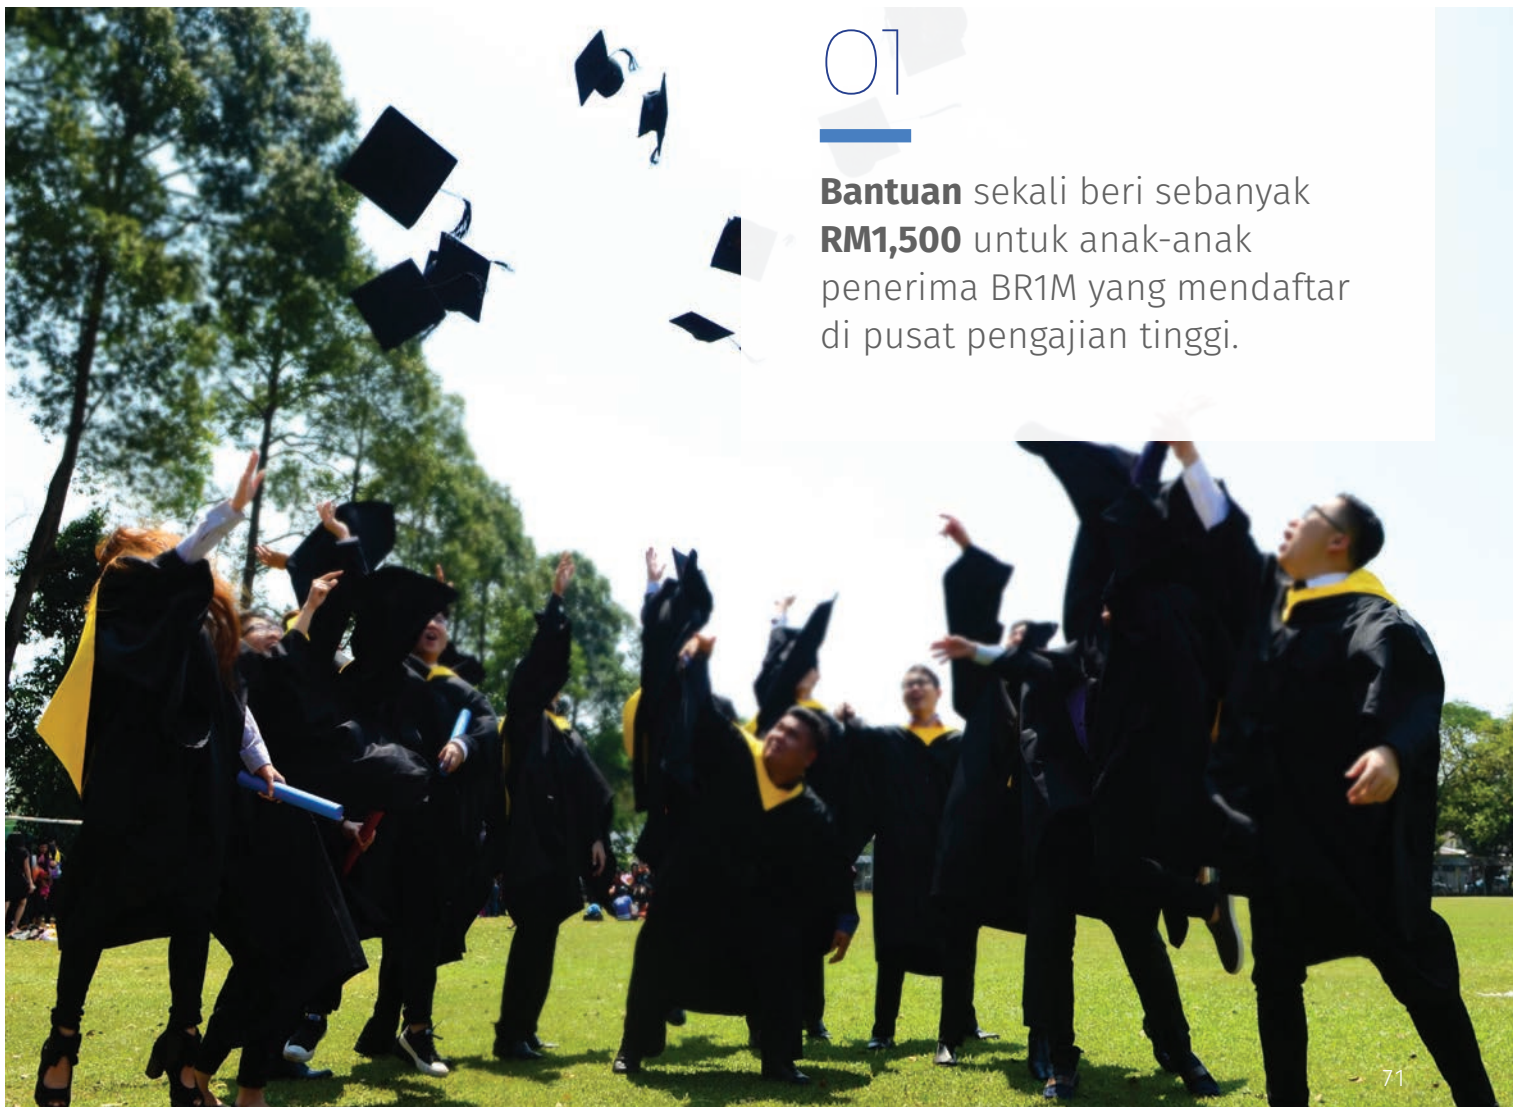 01
Bantuan sekali beri sebanyak
RM1,500 untuk anak-anak
penerima BR1M yang mendaftar
di pusat pengajian tinggi.
71